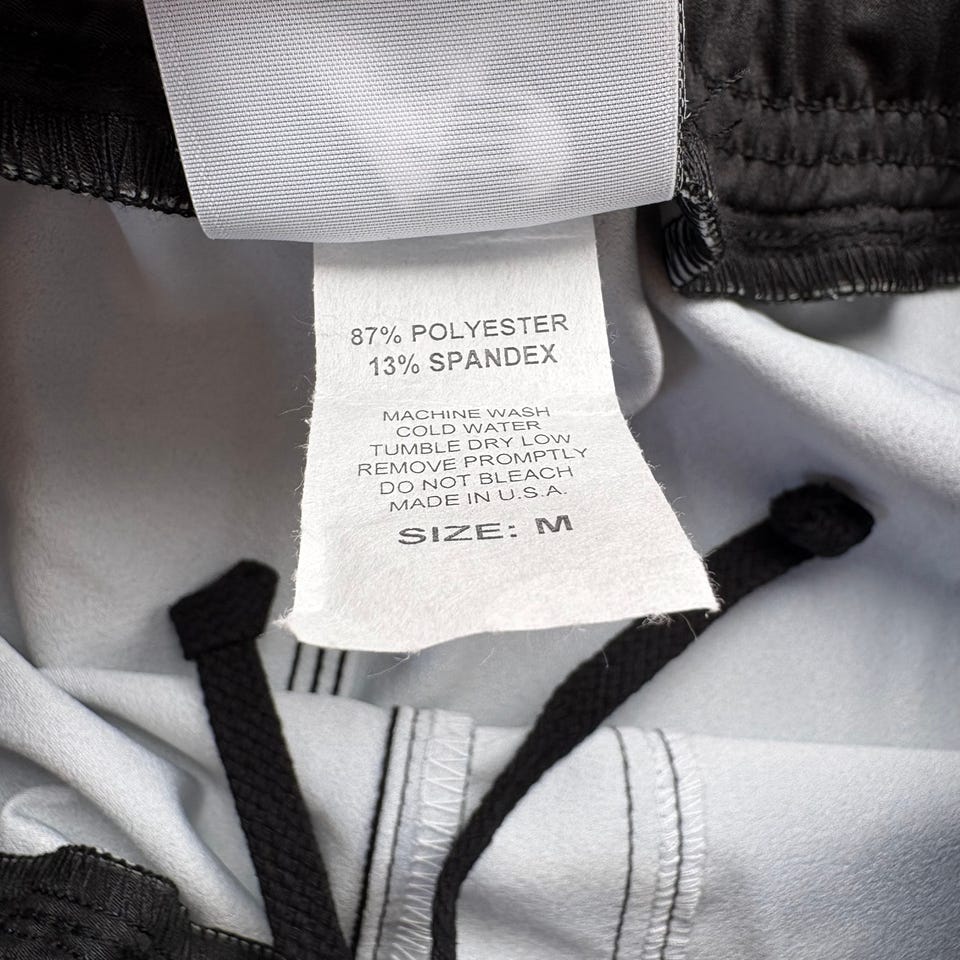 87% POLYESTER
13% SPANDEX
MACHINE WASH
COLD WATER
TUMBLE DRY LOW
REMOVE PROMPTLY
DO NOT BLEACH
MADE IN U.S.A.
SIZE: M